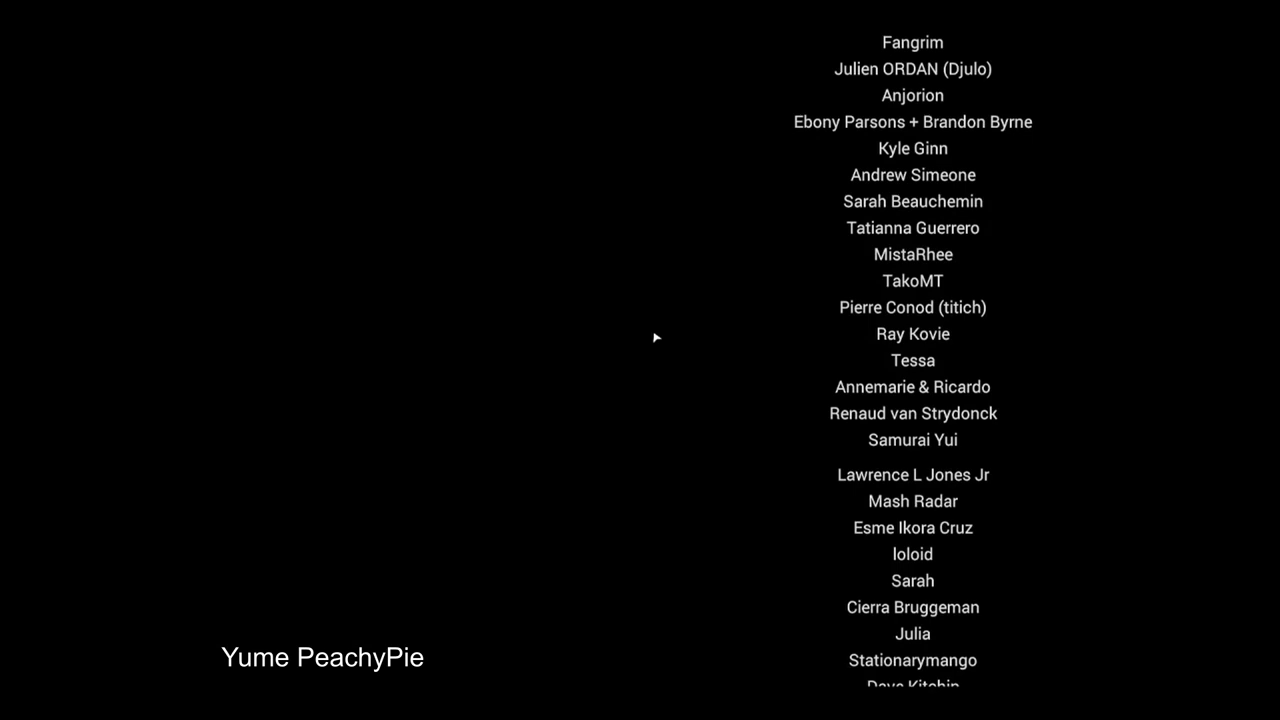 Fangrim
Julien ORDAN (Djulo)
Anjorion
Ebony Parsons + Brandon Byrne
Kyle Ginn
Andrew Simeone
Sarah Beauchemin
Tatianna Guerrero
MistaRhee
TakoMT
Pierre Conod (titich)
Ray Kovie
Tessa
Annemarie & Ricardo
Renaud van Strydonck
Samurai Yui
Lawrence L Jones Jr
Mash Radar
Esme Ikora Cruz
loloid
Sarah
Cierra Bruggeman
Julia
Stationarymango
Dave Kitchin
Yume PeachyPie